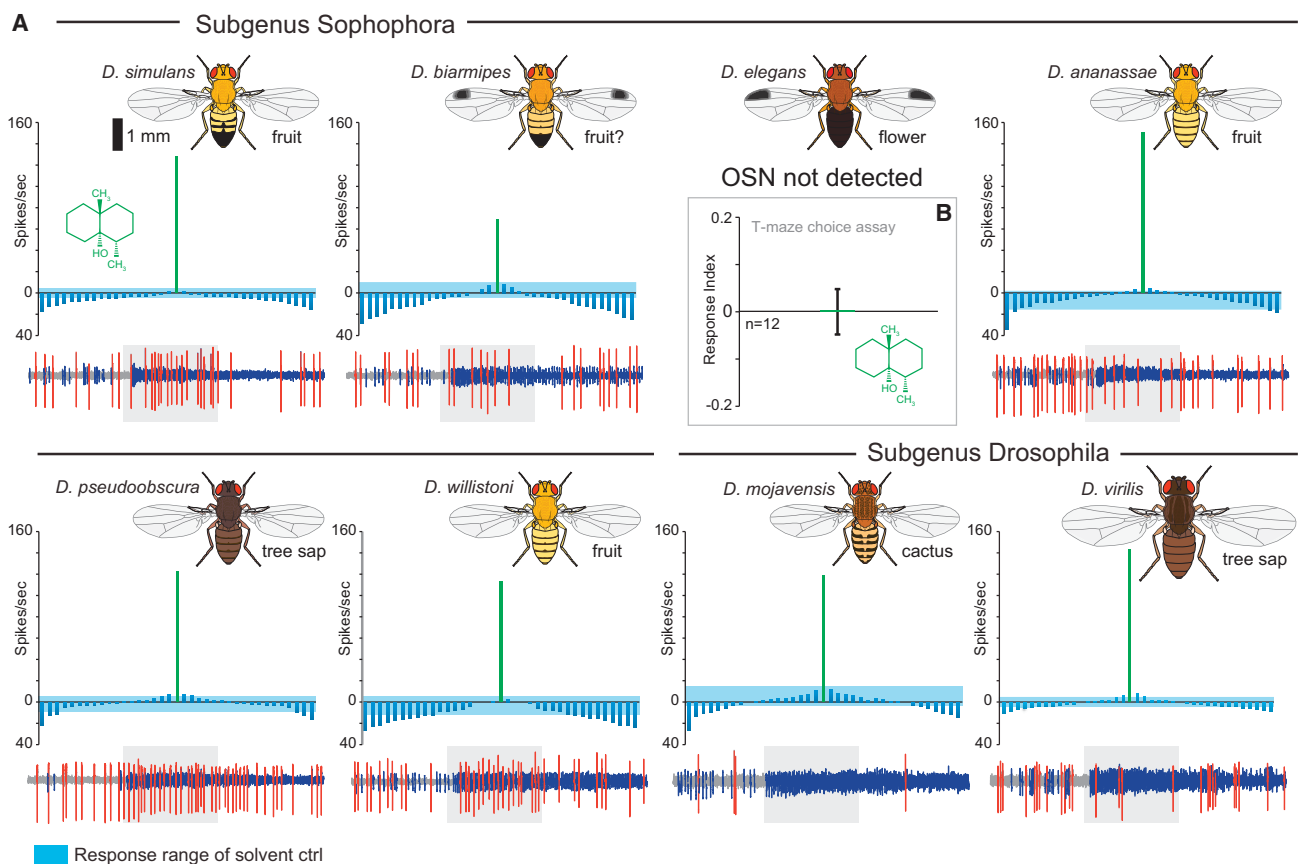 A
Subgenus Sophophora
D. simulans
D. biarmipes
D. elegans
D. ananassae
160
1 mm
fruit
160
fruit?
flower
160
fruit
OSN not detected
Spikes/sec
CH3
HO
CH3
0
40
Spikes/sec
0
40
B
0.2
T-maze choice assay
Response Index
0
n=12
CH3
HO
CH3
-0.2
Spikes/sec
0
40
Subgenus Drosophila
D. pseudoobscura
D. willistoni
D. mojavensis
D. virilis
160
tree sap
160
fruit
160
cactus
160
tree sap
Spikes/sec
0
40
Spikes/sec
0
40
Spikes/sec
0
40
Spikes/sec
0
40
Response range of solvent ctrl